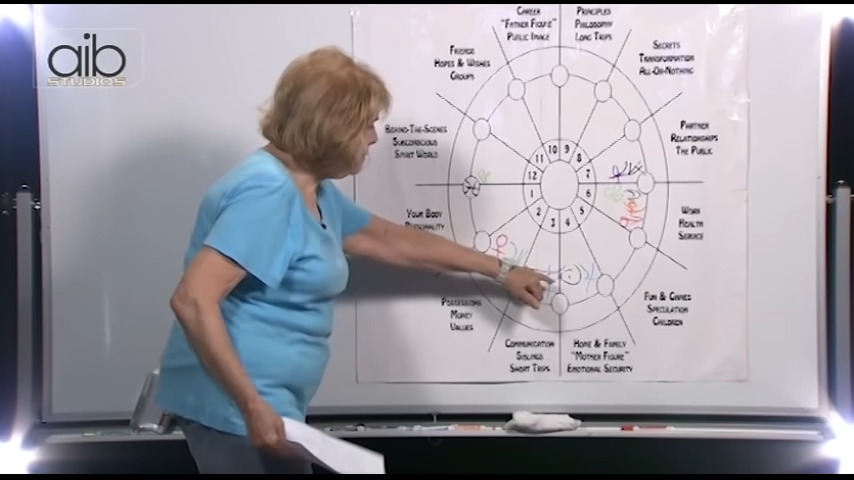 aib
STUDIOS
Career
"Father Figure"
Public Image
Principles
Philosophy
Long Trips
Friends
Hopes & Wishes
Groups
Secrets
Transformation
All-Or-Nothing
Behind-The-Scenes
Subconscious
Spirit World
Partner
Relationships
The Public
10
9
11
8
12
7
1
6
2
5
3
4
Your Body
Personality
Work
Health
Service
Possessions
Money
Values
Fun & Games
Speculation
Children
Communication
Siblings
Short Trips
Home & Family
"Mother Figure"
Emotional Security